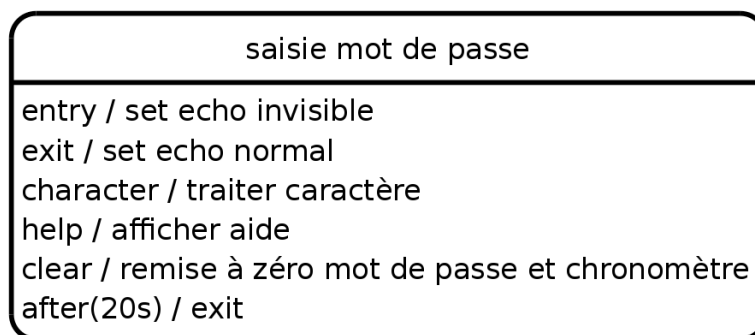 saisie mot de passe
entry / set echo invisible
exit / set echo normal
character / traiter caractère
help / afficher aide
clear / remise à zéro mot de passe et chronomètre
after(20s) / exit